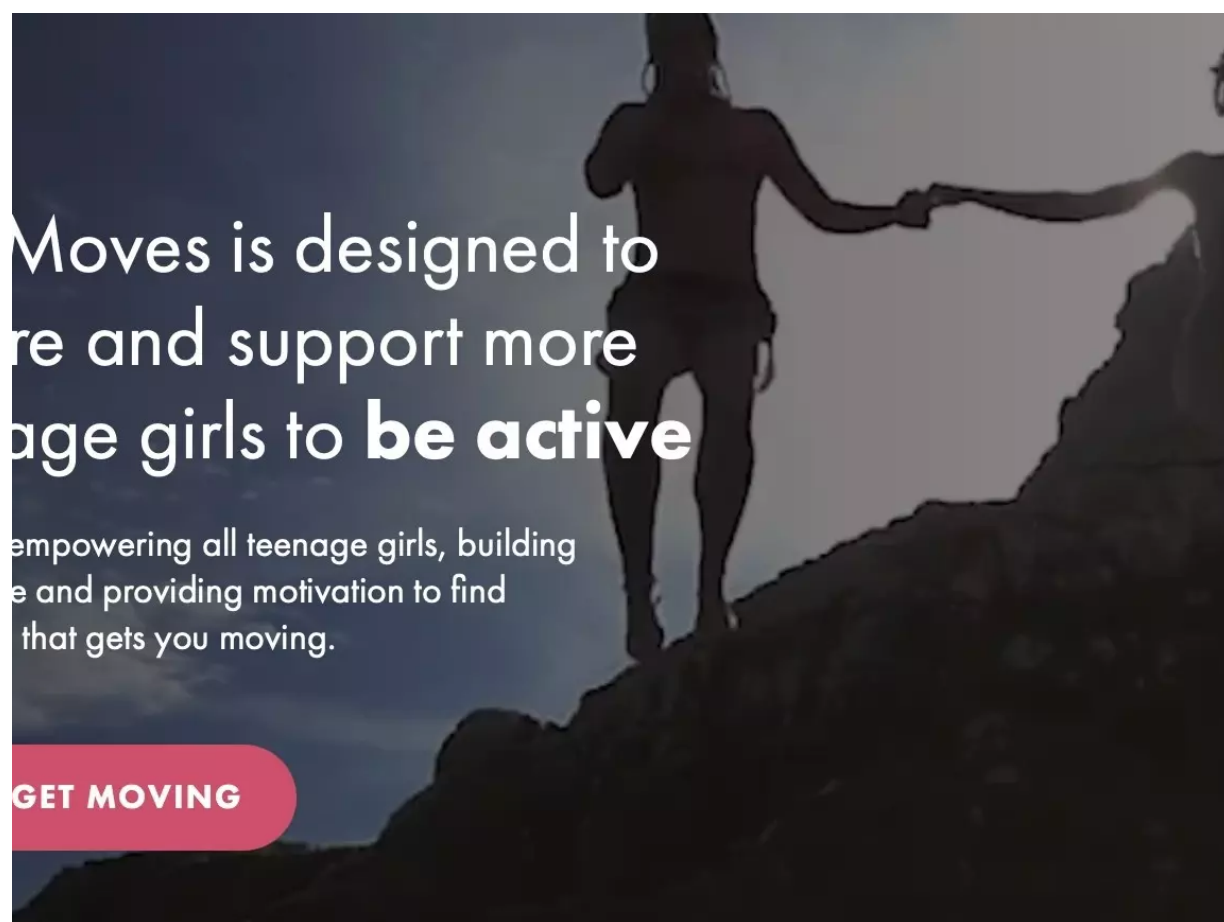 Moves is designed to
re and support more
age girls to be active
empowering all teenage girls, building
e and providing motivation to find
that gets you moving.
GET MOVING